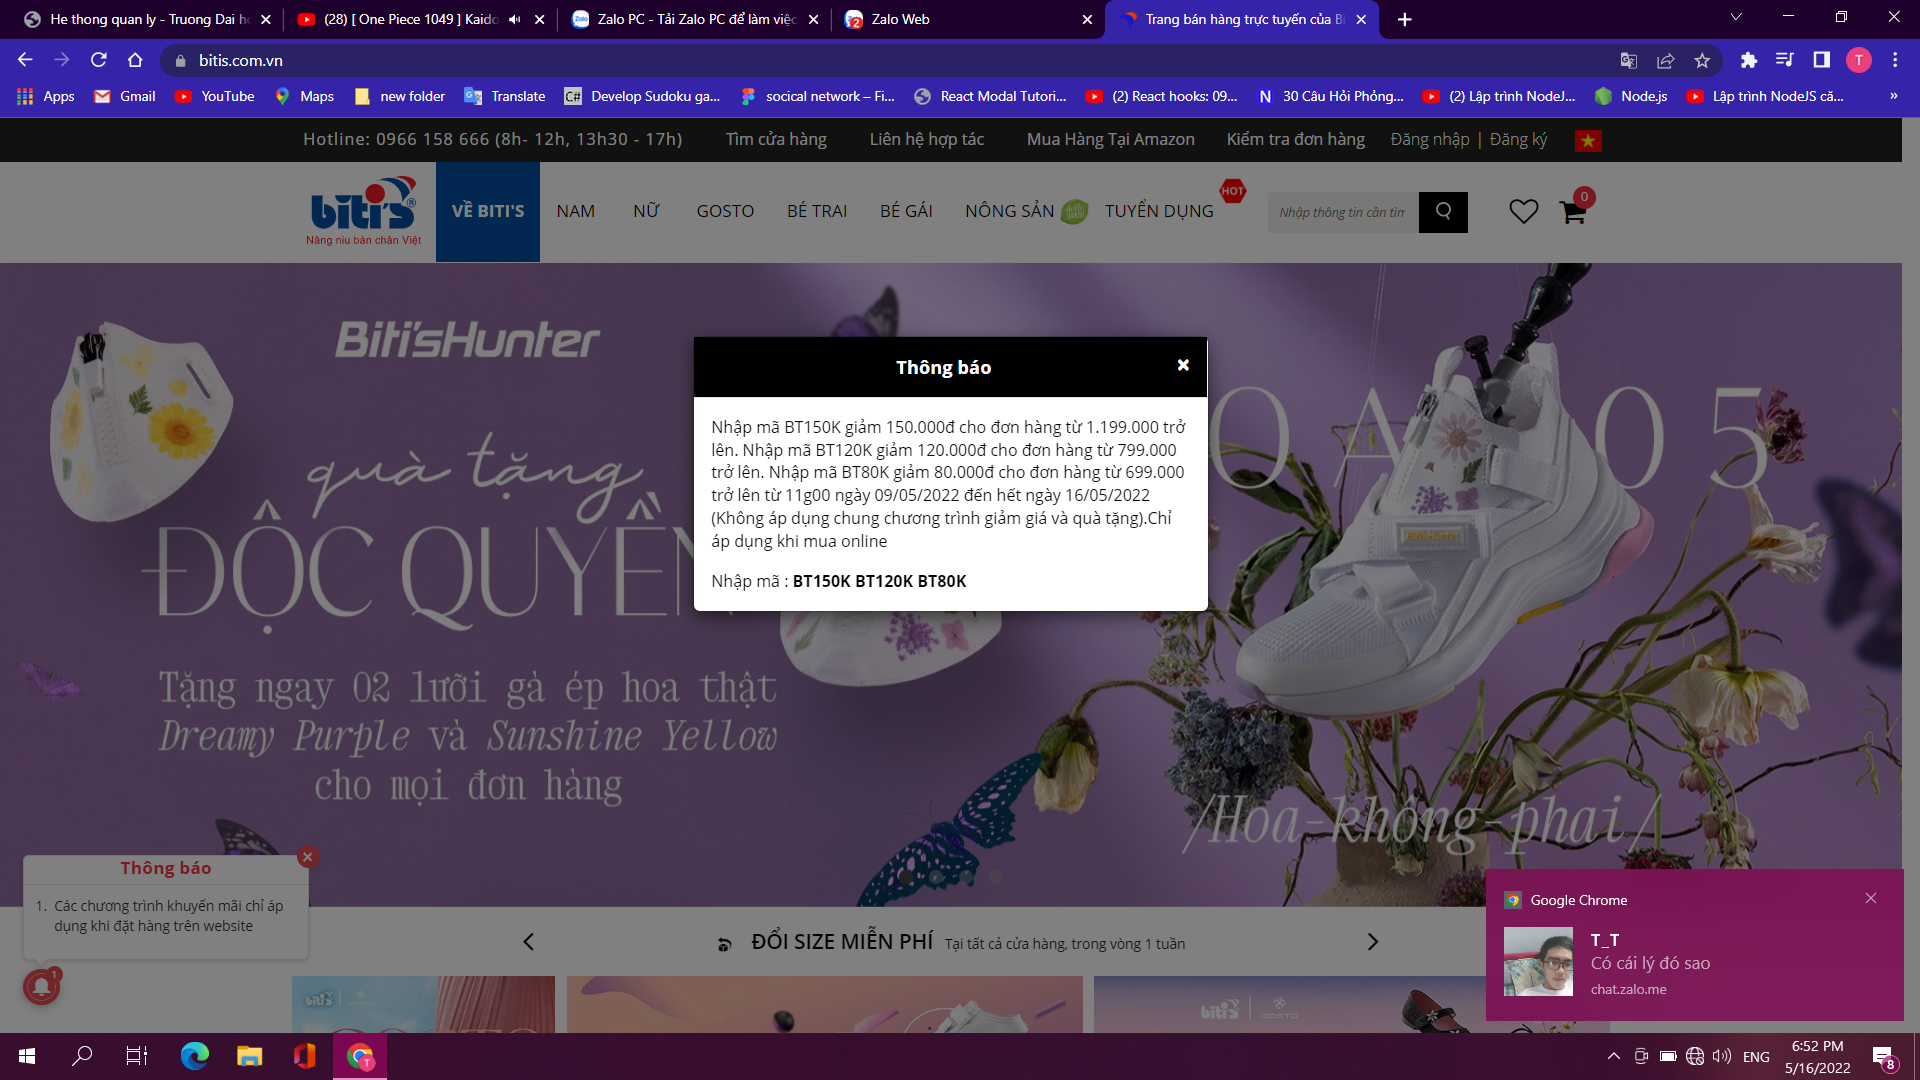 He thong quan ly - Truong Dai h
(28) [ One Piece 1049 ] Kaido
Zalo PC - Tải Zalo PC để làm việc
Zalo Web
Trang bán hàng trực tuyến của B
bitis.com.vn
Apps
Gmail
YouTube
Maps
new folder
Translate
C#
Develop Sudoku ga...
socical network – Fi...
React Modal Tutori...
(2) React hooks: 09...
30 Câu Hỏi Phỏng...
(2) Lập trình NodeJ...
Node.js
Lập trình NodeJS că...
»
T
Hotline: 0966 158 666 (8h- 12h, 13h30 - 17h)
Tìm cửa hàng
Liên hệ hợp tác
Mua Hàng Tại Amazon
Kiểm tra đơn hàng
Đăng nhập | Đăng ký
biti's®
Nâng niu bàn chân Việt
VỀ BITI'S
NAM
NỮ
GOSTO
BÉ TRAI
BÉ GÁI
NÔNG SẢN
TUYỂN DỤNG
HOT
Nhập thông tin cần tìm
0
Biti'sHunter
quà tặng
ĐỘC QUYỀN
Tặng ngay 02 lưỡi gà ép hoa thật
Dreamy Purple và Sunshine Yellow
cho mọi đơn hàng
O A 05
Biti'sHunter
/Hoa-không-phai/
Thông báo
×
Nhập mã BT150K giảm 150.000đ cho đơn hàng từ 1.199.000 trở
lên. Nhập mã BT120K giảm 120.000đ cho đơn hàng từ 799.000
trở lên. Nhập mã BT80K giảm 80.000đ cho đơn hàng từ 699.000
trở lên từ 11g00 ngày 09/05/2022 đến hết ngày 16/05/2022
(Không áp dụng chung chương trình giảm giá và quà tặng).Chỉ
áp dụng khi mua online
Nhập mã : BT150K BT120K BT80K
Thông báo
1. Các chương trình khuyến mãi chỉ áp
dụng khi đặt hàng trên website
1
ĐỔI SIZE MIỄN PHÍ Tại tất cả cửa hàng, trong vòng 1 tuần
biti's
biti's
GOSTO
Google Chrome
T_T
Có cái lý đó sao
chat.zalo.me
ENG
6:52 PM
5/16/2022
8